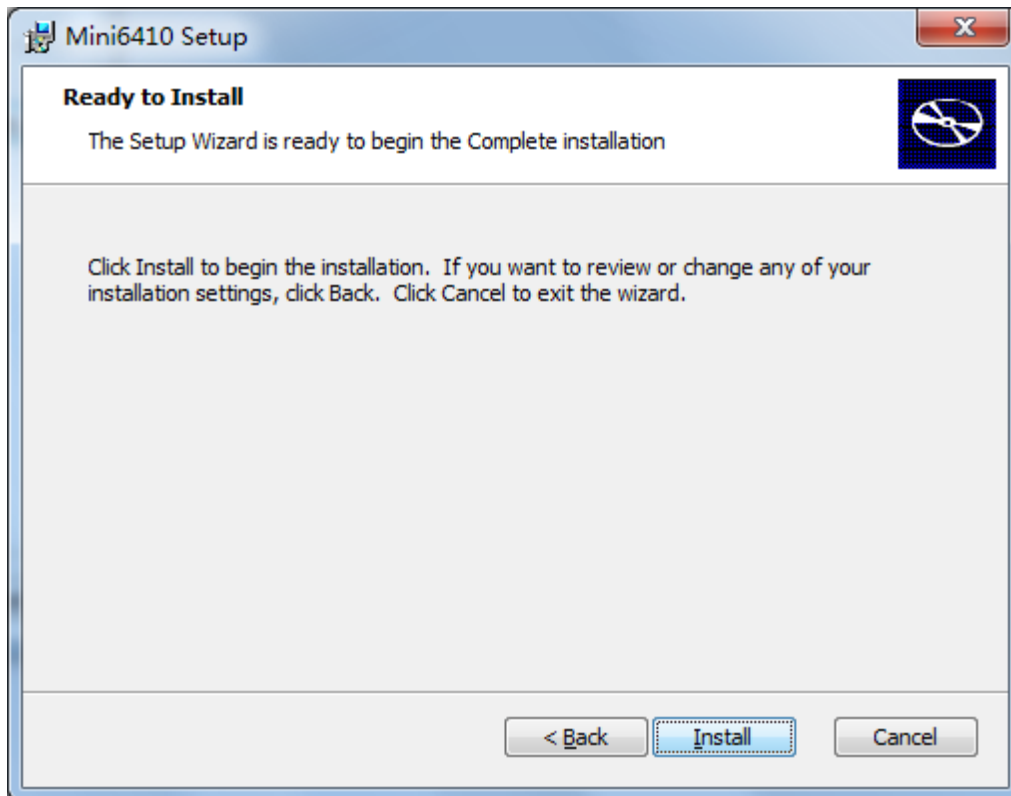 Mini6410 Setup
Ready to Install
The Setup Wizard is ready to begin the Complete installation
Click Install to begin the installation.  If you want to review or change any of your
installation settings, click Back.  Click Cancel to exit the wizard.
< Back
Install
Cancel